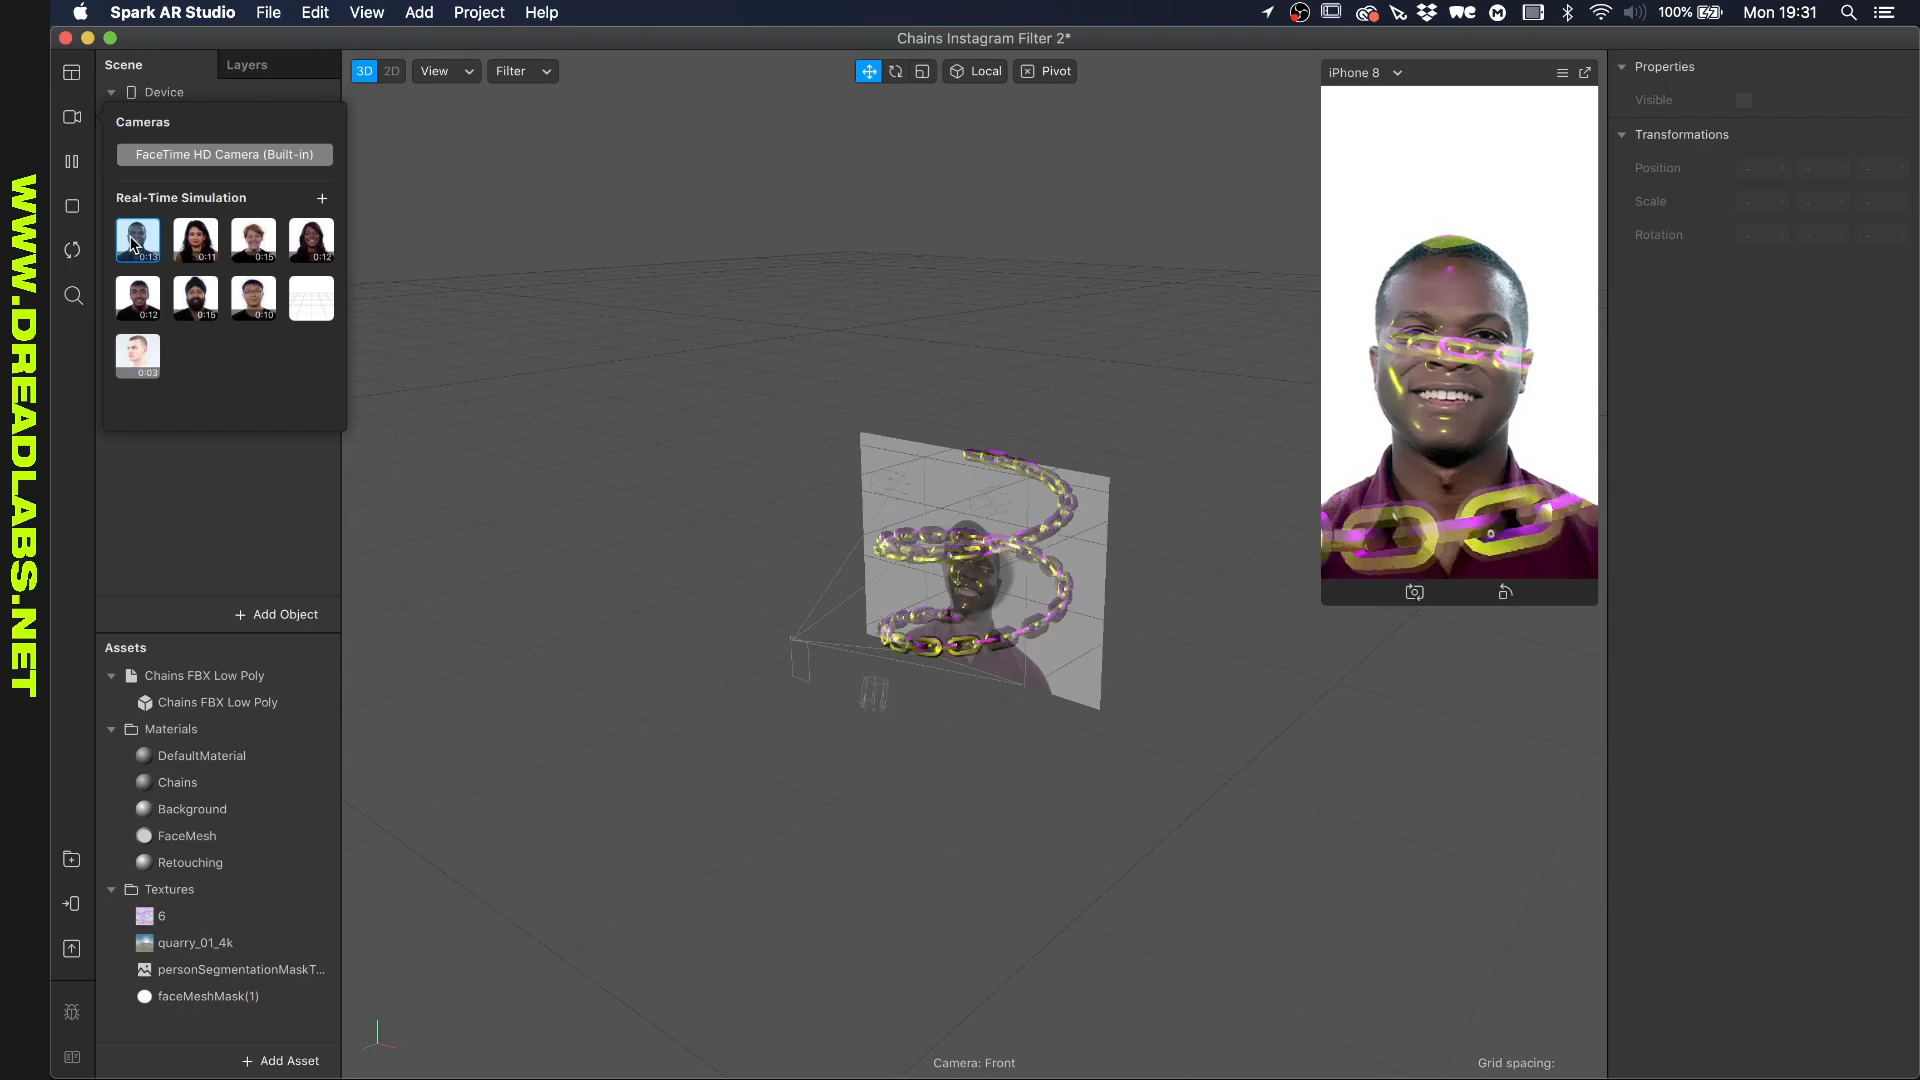 Spark AR Studio File Edit View Add Project Help
100% Mon 19:31
Chains Instagram Filter 2*
WWW.DREADLABS.NET
Scene Layers
Device
Cameras
FaceTime HD Camera (Built-in)
Real-Time Simulation +
0:13 0:11 0:15 0:12
0:12 0:15 0:10
0:03
+ Add Object
Assets
Chains FBX Low Poly
Chains FBX Low Poly
Materials
DefaultMaterial
Chains
Background
FaceMesh
Retouching
Textures
6
quarry_01_4k
personSegmentationMaskT...
faceMeshMask(1)
+ Add Asset
3D 2D View Filter
Local Pivot
iPhone 8
Camera: Front
Grid spacing:
Properties
Visible
Transformations
Position - - -
Scale - - -
Rotation - - -